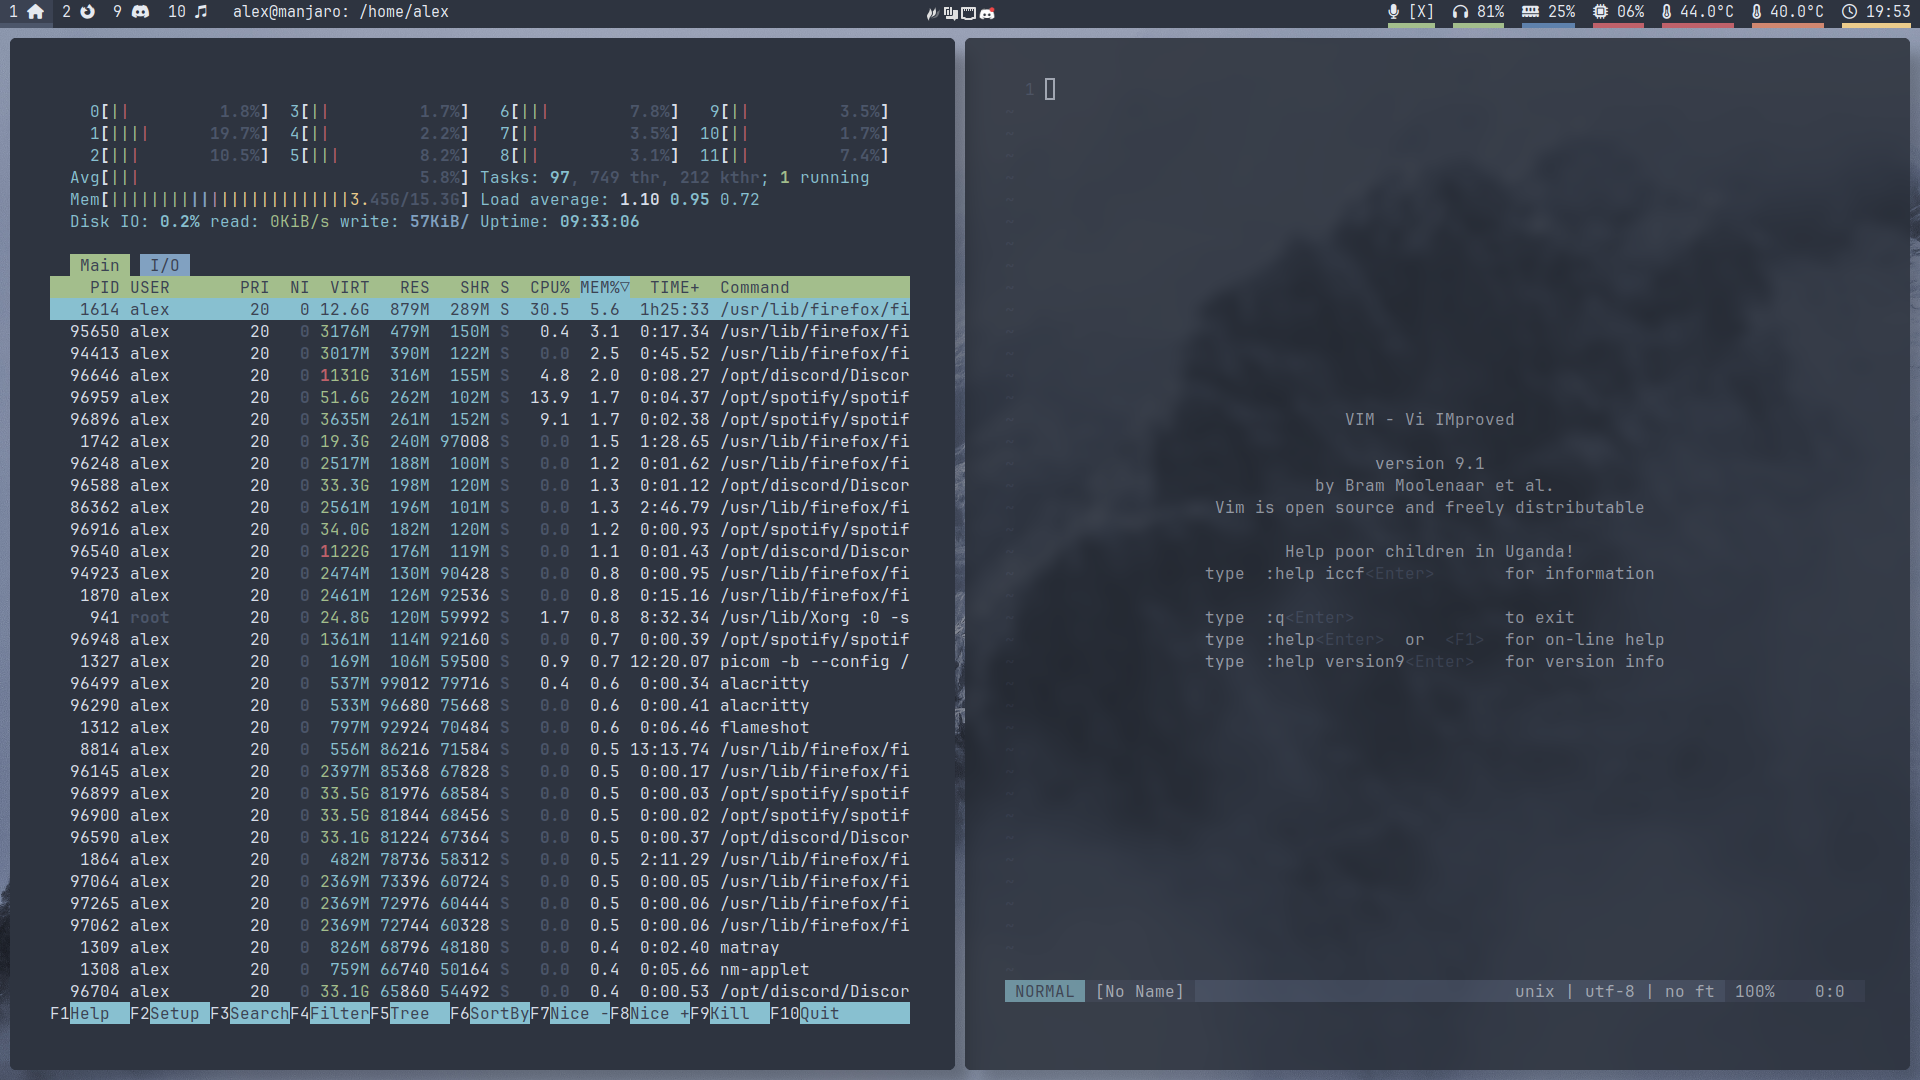 1 2 9 10 alex@manjaro: /home/alex [X] 81% 25% 06% 44.0°C 40.0°C 19:53
0[|| 1.8%] 3[|| 1.7%] 6[||| 7.8%] 9[|| 3.5%]
1[|||| 19.7%] 4[|| 2.2%] 7[|| 3.5%] 10[|| 1.7%]
2[||| 10.5%] 5[||| 8.2%] 8[|| 3.1%] 11[|| 7.4%]
Avg[||| 5.8%] Tasks: 97, 749 thr, 212 kthr; 1 running
Mem[||||||||||||||||||||||||3.45G/15.3G] Load average: 1.10 0.95 0.72
Disk IO: 0.2% read: 0KiB/s write: 57KiB/ Uptime: 09:33:06
Main I/O
PID USER PRI NI VIRT RES SHR S CPU% MEM%▽ TIME+ Command
1614 alex 20 0 12.6G 879M 289M S 30.5 5.6 1h25:33 /usr/lib/firefox/fi
95650 alex 20 0 3176M 479M 150M S 0.4 3.1 0:17.34 /usr/lib/firefox/fi
94413 alex 20 0 3017M 390M 122M S 0.0 2.5 0:45.52 /usr/lib/firefox/fi
96646 alex 20 0 1131G 316M 155M S 4.8 2.0 0:08.27 /opt/discord/Discor
96959 alex 20 0 51.6G 262M 102M S 13.9 1.7 0:04.37 /opt/spotify/spotif
96896 alex 20 0 3635M 261M 152M S 9.1 1.7 0:02.38 /opt/spotify/spotif
1742 alex 20 0 19.3G 240M 97008 S 0.0 1.5 1:28.65 /usr/lib/firefox/fi
96248 alex 20 0 2517M 188M 100M S 0.0 1.2 0:01.62 /usr/lib/firefox/fi
96588 alex 20 0 33.3G 198M 120M S 0.0 1.3 0:01.12 /opt/discord/Discor
86362 alex 20 0 2561M 196M 101M S 0.0 1.3 2:46.79 /usr/lib/firefox/fi
96916 alex 20 0 34.0G 182M 120M S 0.0 1.2 0:00.93 /opt/spotify/spotif
96540 alex 20 0 1122G 176M 119M S 0.0 1.1 0:01.43 /opt/discord/Discor
94923 alex 20 0 2474M 130M 90428 S 0.0 0.8 0:00.95 /usr/lib/firefox/fi
1870 alex 20 0 2461M 126M 92536 S 0.0 0.8 0:15.16 /usr/lib/firefox/fi
941 root 20 0 24.8G 120M 59992 S 1.7 0.8 8:32.34 /usr/lib/Xorg :0 -s
96948 alex 20 0 1361M 114M 92160 S 0.0 0.7 0:00.39 /opt/spotify/spotif
1327 alex 20 0 169M 106M 59500 S 0.9 0.7 12:20.07 picom -b --config /
96499 alex 20 0 537M 99012 79716 S 0.4 0.6 0:00.34 alacritty
96290 alex 20 0 533M 96680 75668 S 0.0 0.6 0:00.41 alacritty
1312 alex 20 0 797M 92924 70484 S 0.0 0.6 0:06.46 flameshot
8814 alex 20 0 556M 86216 71584 S 0.0 0.5 13:13.74 /usr/lib/firefox/fi
96145 alex 20 0 2397M 85368 67828 S 0.0 0.5 0:00.17 /usr/lib/firefox/fi
96899 alex 20 0 33.5G 81976 68584 S 0.0 0.5 0:00.03 /opt/spotify/spotif
96900 alex 20 0 33.5G 81844 68456 S 0.0 0.5 0:00.02 /opt/spotify/spotif
96590 alex 20 0 33.1G 81224 67364 S 0.0 0.5 0:00.37 /opt/discord/Discor
1864 alex 20 0 482M 78736 58312 S 0.0 0.5 2:11.29 /usr/lib/firefox/fi
97064 alex 20 0 2369M 73396 60724 S 0.0 0.5 0:00.05 /usr/lib/firefox/fi
97265 alex 20 0 2369M 72976 60444 S 0.0 0.5 0:00.06 /usr/lib/firefox/fi
97062 alex 20 0 2369M 72744 60328 S 0.0 0.5 0:00.06 /usr/lib/firefox/fi
1309 alex 20 0 826M 68796 48180 S 0.0 0.4 0:02.40 matray
1308 alex 20 0 759M 66740 50164 S 0.0 0.4 0:05.66 nm-applet
96704 alex 20 0 33.1G 65860 54492 S 0.0 0.4 0:00.53 /opt/discord/Discor
F1Help F2Setup F3SearchF4FilterF5Tree F6SortByF7Nice -F8Nice +F9Kill F10Quit
1
VIM - Vi IMproved
version 9.1
by Bram Moolenaar et al.
Vim is open source and freely distributable
Help poor children in Uganda!
type :help iccf<Enter> for information
type :q<Enter> to exit
type :help<Enter> or <F1> for on-line help
type :help version9<Enter> for version info
NORMAL [No Name] unix | utf-8 | no ft 100% 0:0